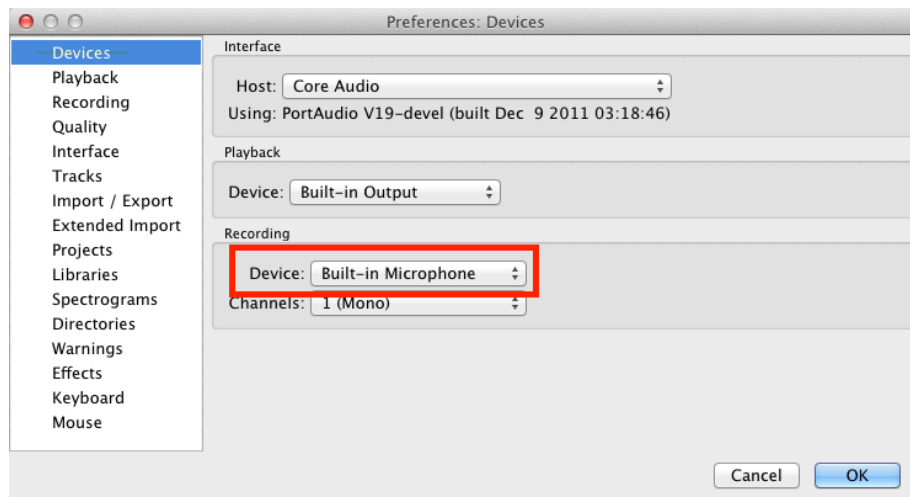 Preferences: Devices
Devices
Playback
Recording
Quality
Interface
Tracks
Import / Export
Extended Import
Projects
Libraries
Spectrograms
Directories
Warnings
Effects
Keyboard
Mouse
Interface
Host: Core Audio
Using: PortAudio V19-devel (built Dec 9 2011 03:18:46)
Playback
Device: Built-in Output
Recording
Device: Built-in Microphone
Channels: 1 (Mono)
Cancel OK